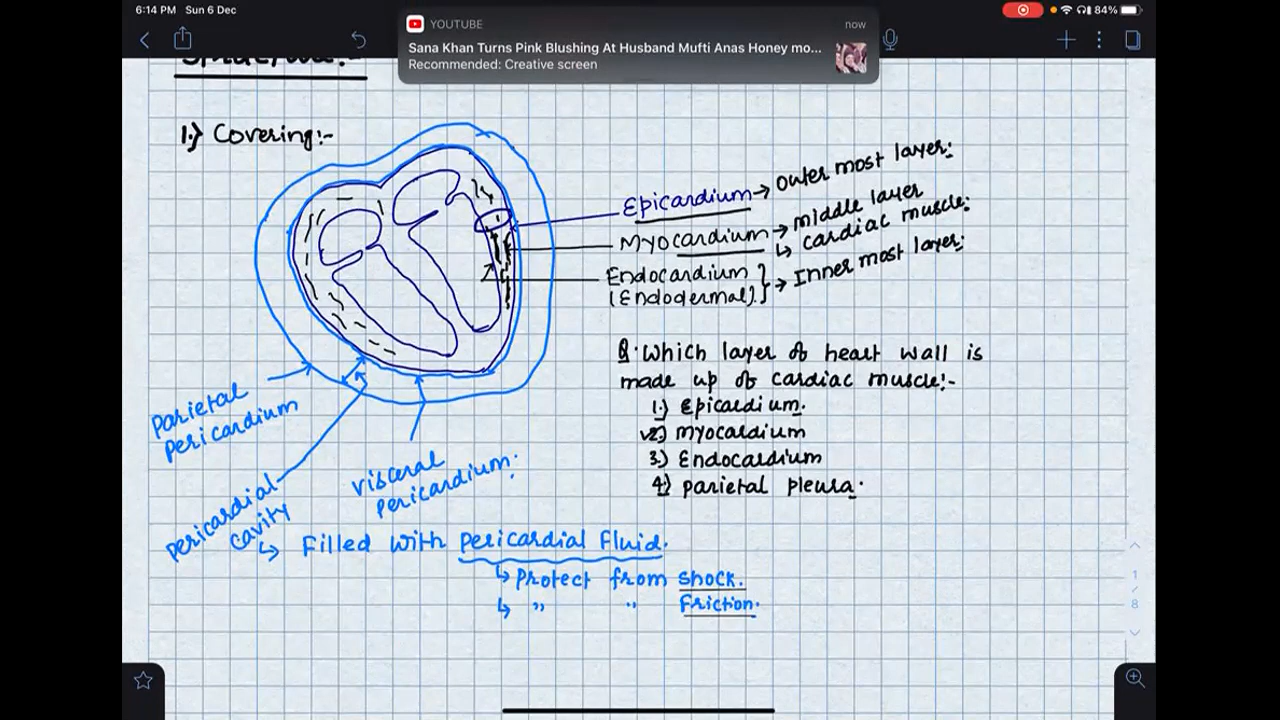 6:14 PM Sun 6 Dec
84%
YOUTUBE
now
Sana Khan Turns Pink Blushing At Husband Mufti Anas Honey mo...
Recommended: Creative screen
1.) Covering:-
Epicardium → outer most layer:
Myocardium → middle layer
↳ cardiac muscle:
Endocardium
(Endodermal) } → Inner most layer:
Q. Which layer of heart wall is
made up of cardiac muscle:-
1.) Epicardium.
✓2) Myocardium
3.) Endocardium
4.) parietal pleura.
parietal
pericardium
visceral
pericardium:
pericardial
cavity
↳ Filled with pericardial Fluid.
↳ protect from shock.
↳ " " Friction.
1
/
8